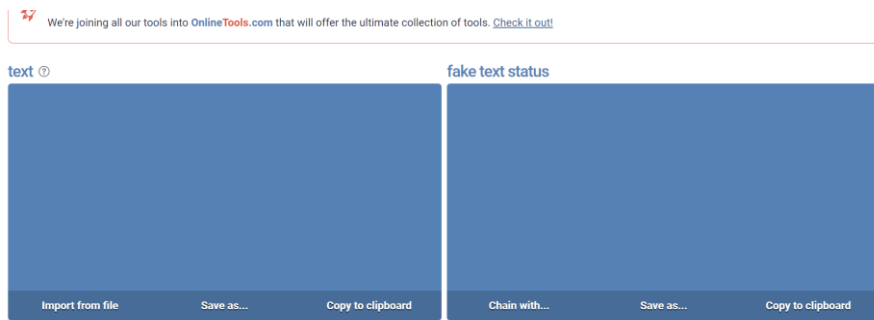 We're joining all our tools into OnlineTools.com that will offer the ultimate collection of tools. Check it out!
text ?
fake text status
Import from file Save as... Copy to clipboard
Chain with... Save as... Copy to clipboard